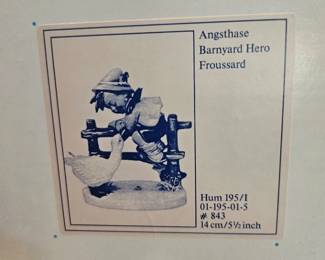 Angsthase
Barnyard Hero
Froussard
Hum 195/I
01-195-01-5
# 843
14 cm/5½ inch